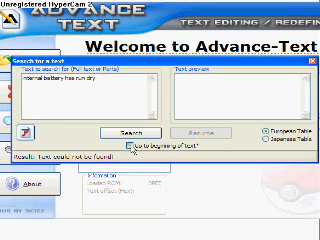 Unregistered HyperCam 2
ADVANCE
TEXT
TEXT EDITING / REDEFIN
Welcome to Advance-Text
Search for a text
Text to search for (Full text or Parts)
Text preview
internal battery has run dry
Search
Resume
European Table
Japanese Table
Go to beginning of text*
Result: Text could not be found!
Information
Loaded ROM:
SPEE
Text offset (Hex):
About